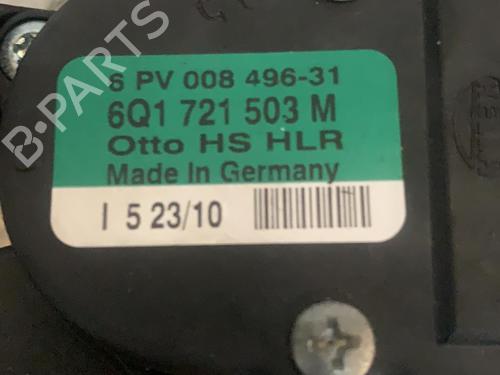 6 PV 008 496-31
6Q1 721 503 M
Otto HS HLR
Made In Germany
I 5 23/10
B-PARTS